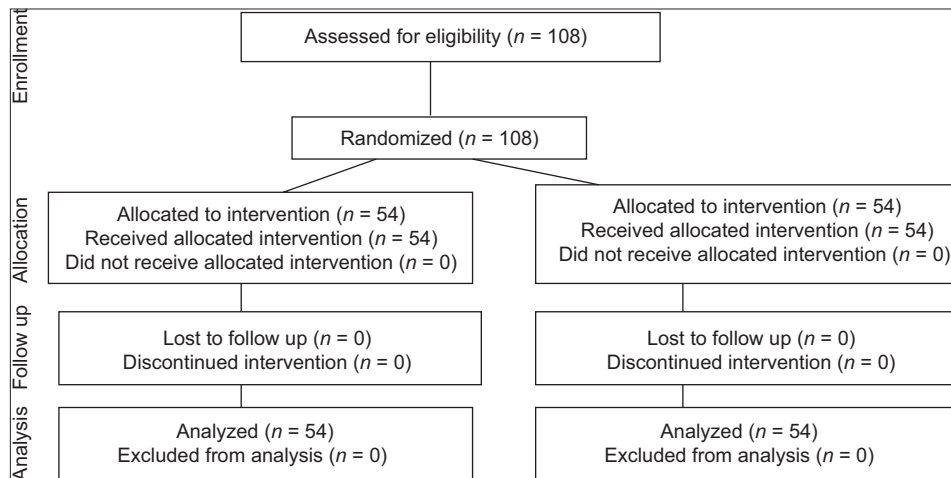 Enrollment
Assessed for eligibility (n = 108)
Randomized (n = 108)
Allocation
Allocated to intervention (n = 54)
Received allocated intervention (n = 54)
Did not receive allocated intervention (n = 0)
Allocated to intervention (n = 54)
Received allocated intervention (n = 54)
Did not receive allocated intervention (n = 0)
Follow up
Lost to follow up (n = 0)
Discontinued intervention (n = 0)
Lost to follow up (n = 0)
Discontinued intervention (n = 0)
Analysis
Analyzed (n = 54)
Excluded from analysis (n = 0)
Analyzed (n = 54)
Excluded from analysis (n = 0)